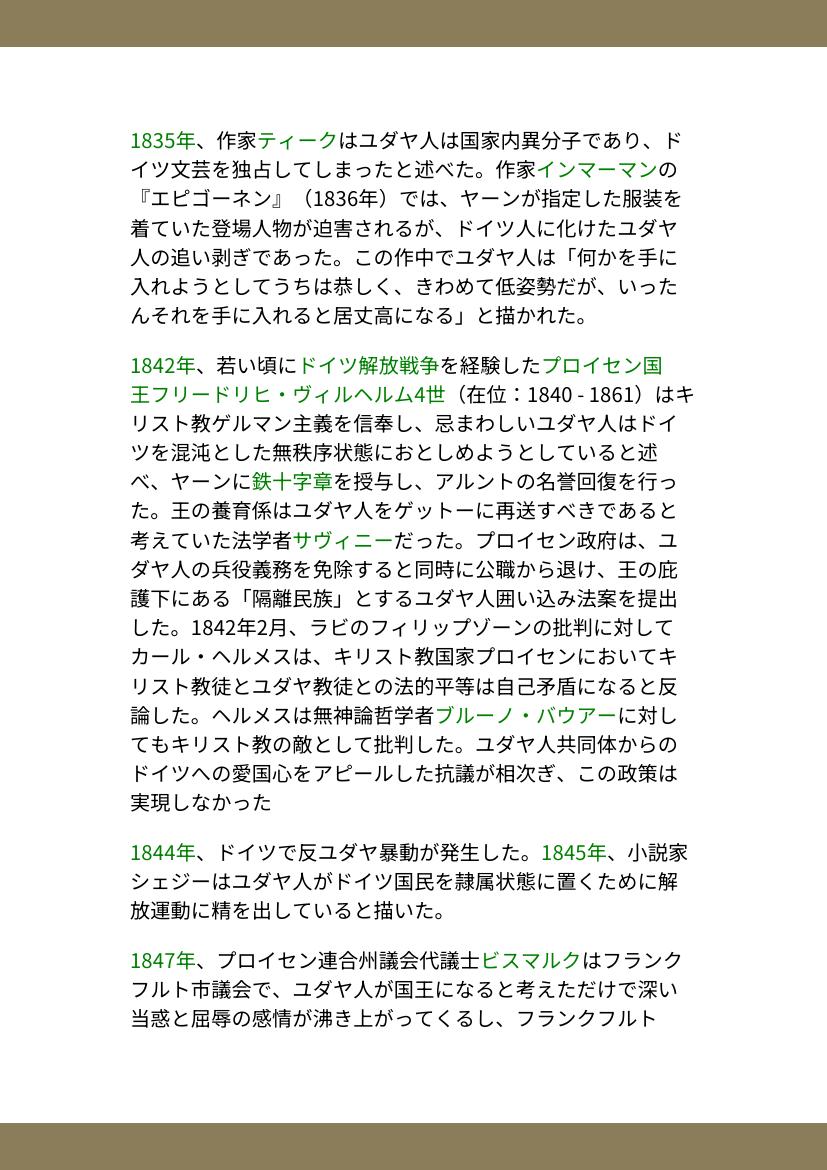 1835年、作家ティークはユダヤ人は国家内異分子であり、ド
イツ文芸を独占してしまったと述べた。作家インマーマンの
『エピゴーネン』（1836年）では、ヤーンが指定した服装を
着ていた登場人物が迫害されるが、ドイツ人に化けたユダヤ
人の追い剥ぎであった。この作中でユダヤ人は「何かを手に
入れようとしてうちは恭しく、きわめて低姿勢だが、いった
んそれを手に入れると居丈高になる」と描かれた。
1842年、若い頃にドイツ解放戦争を経験したプロイセン国
王フリードリヒ・ヴィルヘルム4世（在位：1840 - 1861）はキ
リスト教ゲルマン主義を信奉し、忌まわしいユダヤ人はドイ
ツを混沌とした無秩序状態におとしめようとしていると述
べ、ヤーンに鉄十字章を授与し、アルントの名誉回復を行っ
た。王の養育係はユダヤ人をゲットーに再送すべきであると
考えていた法学者サヴィニーだった。プロイセン政府は、ユ
ダヤ人の兵役義務を免除すると同時に公職から退け、王の庇
護下にある「隔離民族」とするユダヤ人囲い込み法案を提出
した。1842年2月、ラビのフィリップゾーンの批判に対して
カール・ヘルメスは、キリスト教国家プロイセンにおいてキ
リスト教徒とユダヤ教徒との法的平等は自己矛盾になると反
論した。ヘルメスは無神論哲学者ブルーノ・バウアーに対し
てもキリスト教の敵として批判した。ユダヤ人共同体からの
ドイツへの愛国心をアピールした抗議が相次ぎ、この政策は
実現しなかった
1844年、ドイツで反ユダヤ暴動が発生した。1845年、小説家
シェジーはユダヤ人がドイツ国民を隷属状態に置くために解
放運動に精を出していると描いた。
1847年、プロイセン連合州議会代議士ビスマルクはフランク
フルト市議会で、ユダヤ人が国王になると考えただけで深い
当惑と屈辱の感情が沸き上がってくるし、フランクフルト